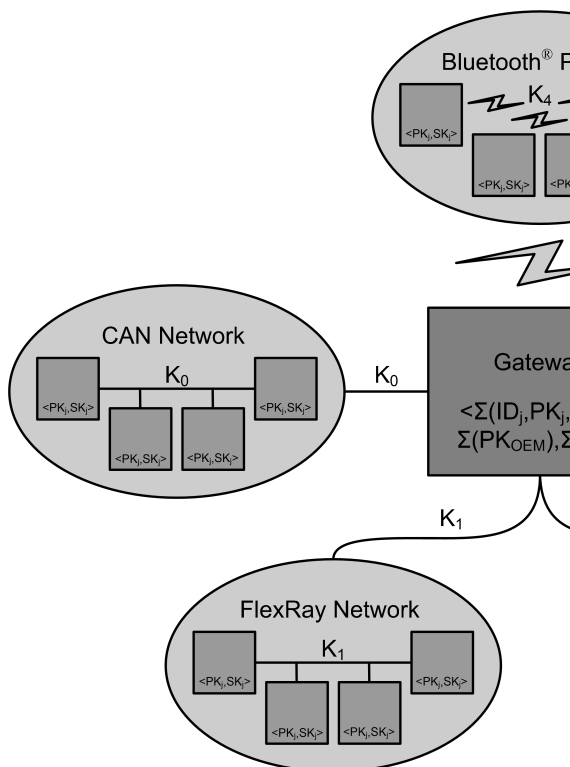 Bluetooth® P
K₄
<PKⱼ,SKⱼ>
<PKⱼ,SKⱼ>
<PK
CAN Network
K₀
<PKⱼ,SKⱼ>
<PKⱼ,SKⱼ>
<PKⱼ,SKⱼ>
<PKⱼ,SKⱼ>
K₀
Gatewa
<Σ(IDⱼ,PKⱼ,
Σ(PK_OEM),Σ
K₁
FlexRay Network
K₁
<PKⱼ,SKⱼ>
<PKⱼ,SKⱼ>
<PKⱼ,SKⱼ>
<PKⱼ,SKⱼ>